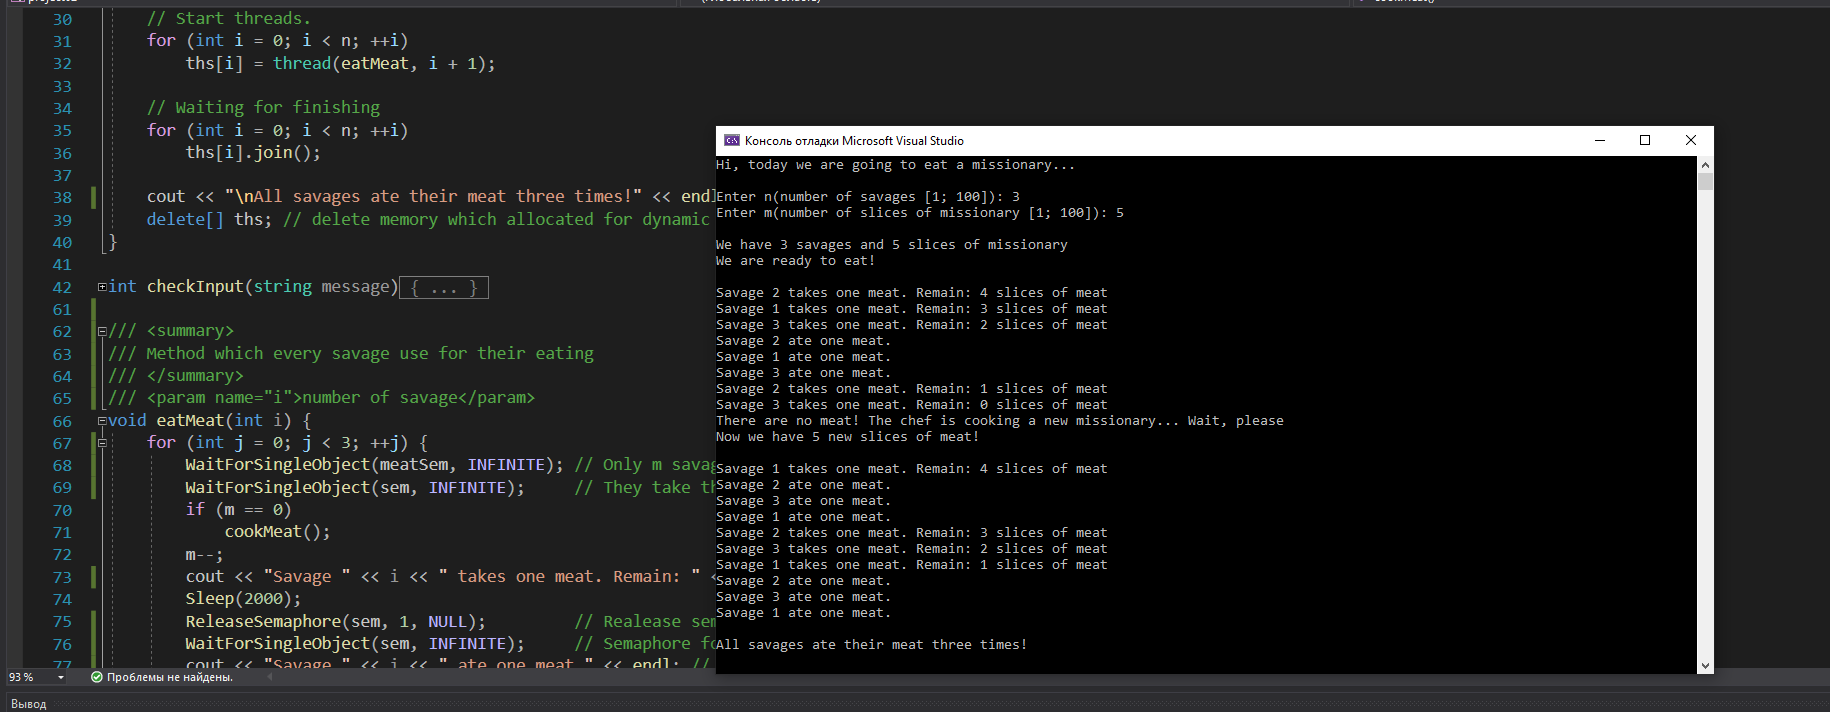 30 // Start threads.
31 for (int i = 0; i < n; ++i)
32 ths[i] = thread(eatMeat, i + 1);
33
34 // Waiting for finishing
35 for (int i = 0; i < n; ++i)
36 ths[i].join();
37
38 cout << "\nAll savages ate their meat three times!" << endl
39 delete[] ths; // delete memory which allocated for dynamic
40 }
41
42 int checkInput(string message){ ... }
61
62 /// <summary>
63 /// Method which every savage use for their eating
64 /// </summary>
65 /// <param name="i">number of savage</param>
66 void eatMeat(int i) {
67 for (int j = 0; j < 3; ++j) {
68 WaitForSingleObject(meatSem, INFINITE); // Only m savag
69 WaitForSingleObject(sem, INFINITE); // They take th
70 if (m == 0)
71 cookMeat();
72 m--;
73 cout << "Savage " << i << " takes one meat. Remain: " <
74 Sleep(2000);
75 ReleaseSemaphore(sem, 1, NULL); // Realease sem
76 WaitForSingleObject(sem, INFINITE); // Semaphore fo
77 cout << "Savage " << i << " ate one meat." << endl; //
93 %
Проблемы не найдены.
Вывод
Консоль отладки Microsoft Visual Studio
Hi, today we are going to eat a missionary...
Enter n(number of savages [1; 100]): 3
Enter m(number of slices of missionary [1; 100]): 5
We have 3 savages and 5 slices of missionary
We are ready to eat!
Savage 2 takes one meat. Remain: 4 slices of meat
Savage 1 takes one meat. Remain: 3 slices of meat
Savage 3 takes one meat. Remain: 2 slices of meat
Savage 2 ate one meat.
Savage 1 ate one meat.
Savage 3 ate one meat.
Savage 2 takes one meat. Remain: 1 slices of meat
Savage 3 takes one meat. Remain: 0 slices of meat
There are no meat! The chef is cooking a new missionary... Wait, please
Now we have 5 new slices of meat!
Savage 1 takes one meat. Remain: 4 slices of meat
Savage 2 ate one meat.
Savage 3 ate one meat.
Savage 1 ate one meat.
Savage 2 takes one meat. Remain: 3 slices of meat
Savage 3 takes one meat. Remain: 2 slices of meat
Savage 1 takes one meat. Remain: 1 slices of meat
Savage 2 ate one meat.
Savage 3 ate one meat.
Savage 1 ate one meat.
All savages ate their meat three times!